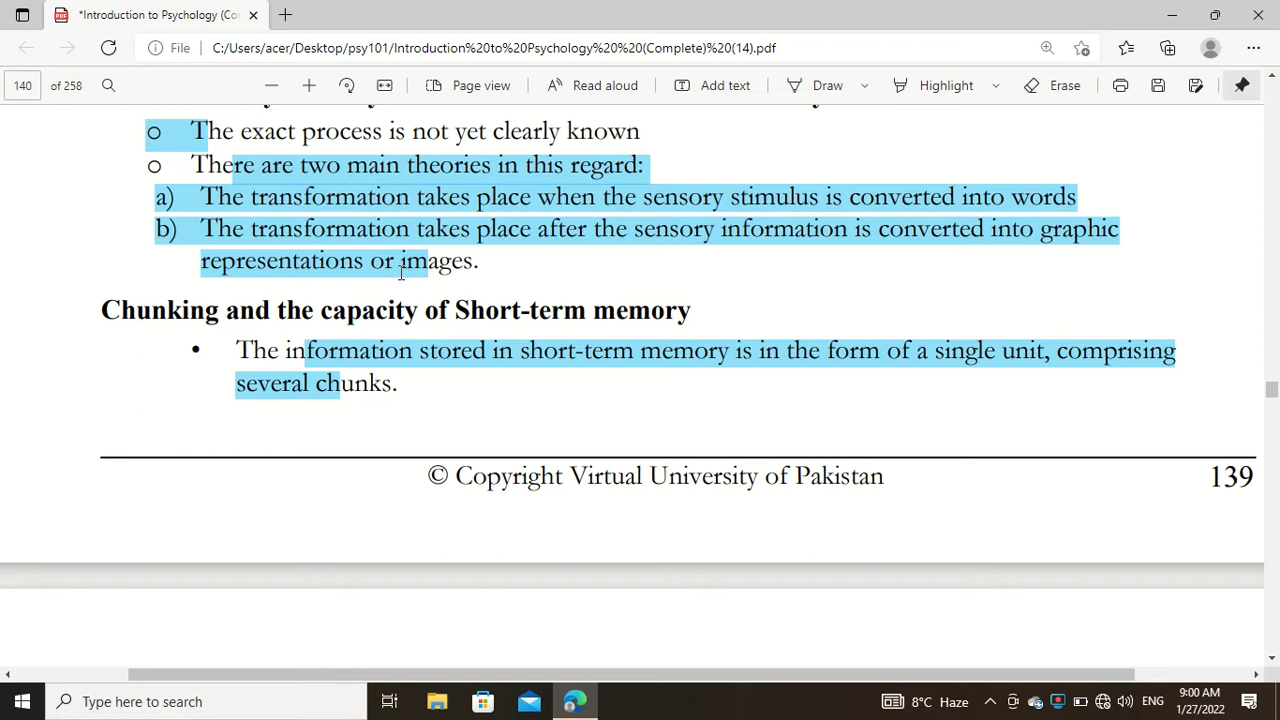 *Introduction to Psychology (Co
File
C:/Users/acer/Desktop/psy101/Introduction%20to%20Psychology%20%20(Complete)%20(14).pdf
140 of 258
Page view
Read aloud
Add text
Draw
Highlight
Erase
o The exact process is not yet clearly known
o There are two main theories in this regard:
a) The transformation takes place when the sensory stimulus is converted into words
b) The transformation takes place after the sensory information is converted into graphic
representations or images.
Chunking and the capacity of Short-term memory
• The information stored in short-term memory is in the form of a single unit, comprising
several chunks.
© Copyright Virtual University of Pakistan 139
Type here to search
8°C Haze
ENG
9:00 AM
1/27/2022